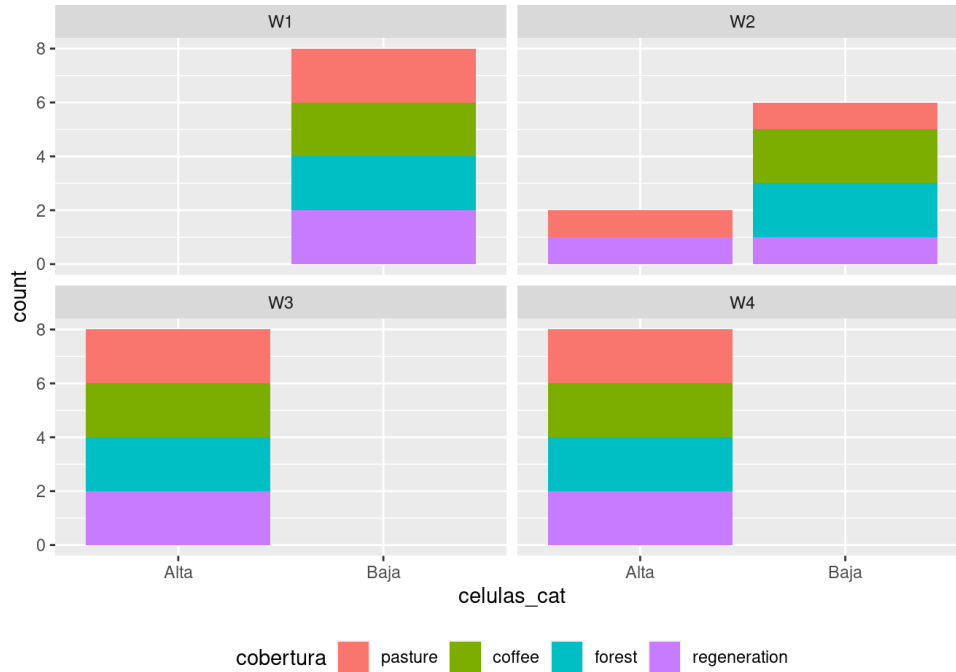 W1 W2
8
6
4
2
0
count
W3 W4
8
6
4
2
0
Alta Baja Alta Baja
celulas_cat
cobertura pasture coffee forest regeneration